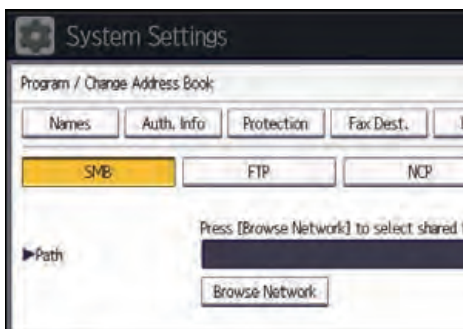 System Settings
Program / Change Address Book
Names Auth. Info Protection Fax Dest.
SMB FTP NCP
Press [Browse Network] to select shared
▶Path
Browse Network